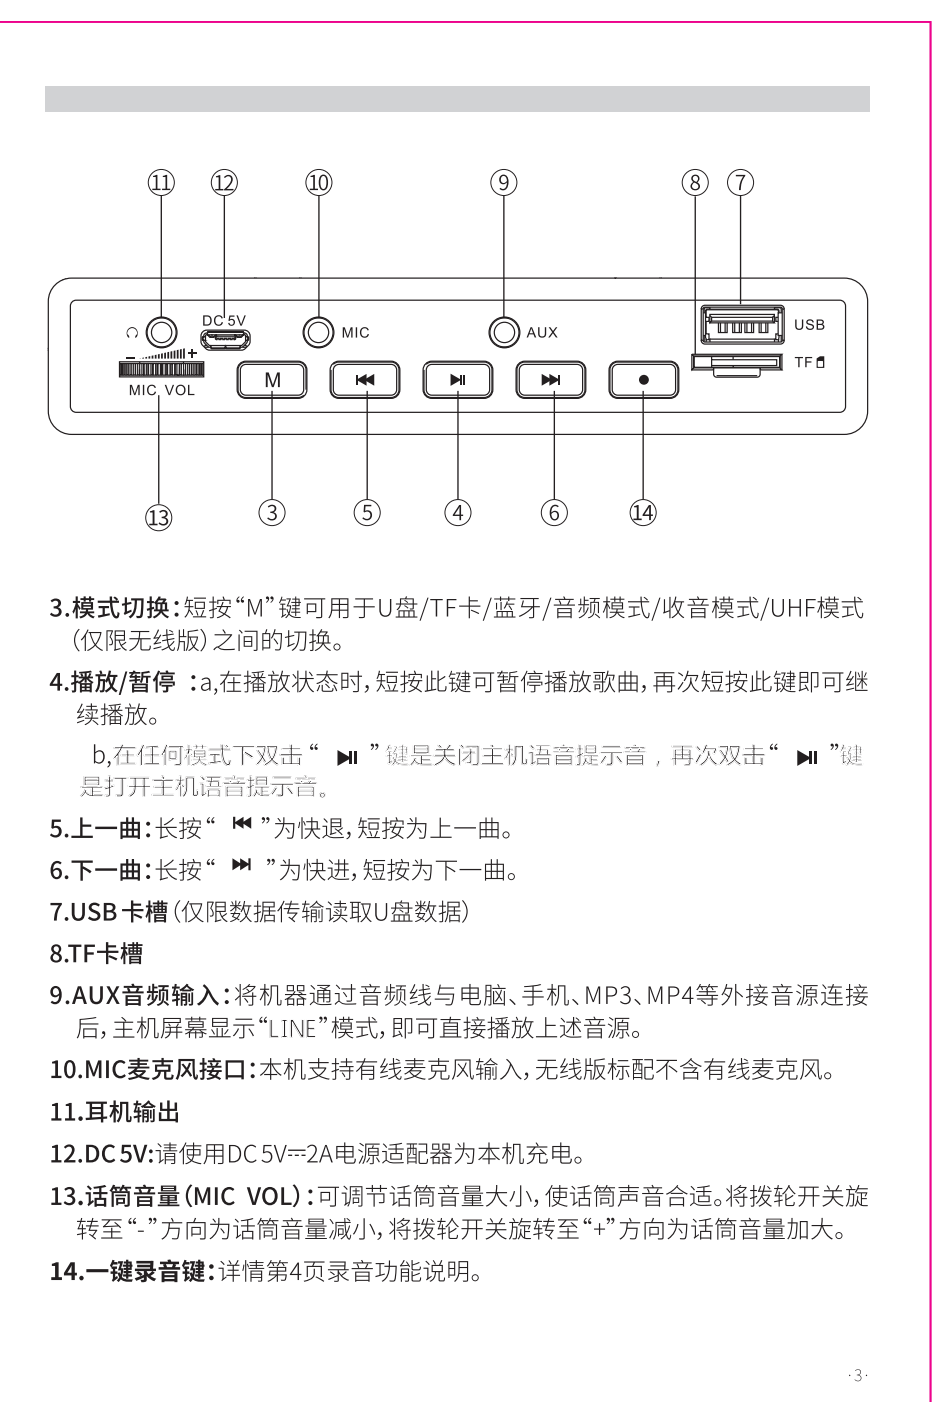 ⑪ ⑫ ⑩ ⑨ ⑧ ⑦
DC 5V
MIC
AUX
USB
TF
− +
MIC VOL
M
⑬ ③ ⑤ ④ ⑥ ⑭
3.模式切换：短按“M”键可用于U盘/TF卡/蓝牙/音频模式/收音模式/UHF模式
（仅限无线版）之间的切换。
4.播放/暂停 ：a,在播放状态时，短按此键可暂停播放歌曲，再次短按此键即可继
续播放。
b,在任何模式下双击“ ⏯ ”键是关闭主机语音提示音，再次双击“ ⏯ ”键
是打开主机语音提示音。
5.上一曲：长按“ ⏮ ”为快退，短按为上一曲。
6.下一曲：长按“ ⏭ ”为快进，短按为下一曲。
7.USB 卡槽（仅限数据传输读取U盘数据）
8.TF卡槽
9.AUX音频输入：将机器通过音频线与电脑、手机、MP3、MP4等外接音源连接
后，主机屏幕显示“LINE”模式，即可直接播放上述音源。
10.MIC麦克风接口：本机支持有线麦克风输入，无线版标配不含有线麦克风。
11.耳机输出
12.DC 5V:请使用DC 5V⎓2A电源适配器为本机充电。
13.话筒音量（MIC VOL）：可调节话筒音量大小，使话筒声音合适。将拨轮开关旋
转至“-”方向为话筒音量减小，将拨轮开关旋转至“+”方向为话筒音量加大。
14.一键录音键：详情第4页录音功能说明。
·3·